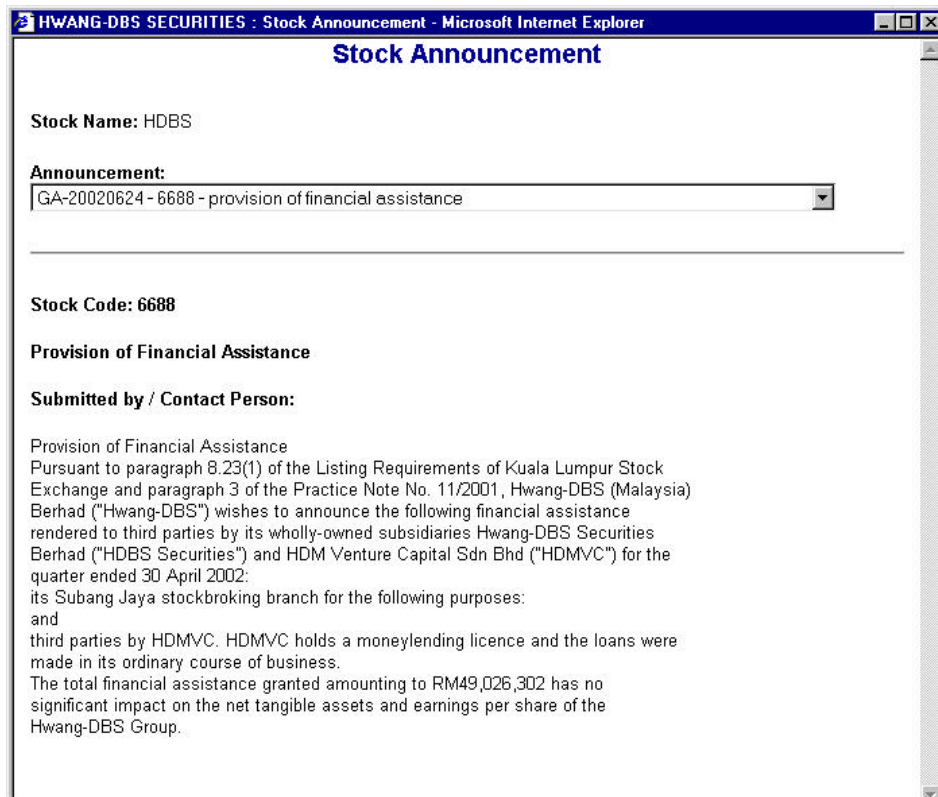 HWANG-DBS SECURITIES : Stock Announcement - Microsoft Internet Explorer
Stock Announcement
Stock Name: HDBS
Announcement:
GA-20020624 - 6688 - provision of financial assistance
Stock Code: 6688
Provision of Financial Assistance
Submitted by / Contact Person:
Provision of Financial Assistance
Pursuant to paragraph 8.23(1) of the Listing Requirements of Kuala Lumpur Stock
Exchange and paragraph 3 of the Practice Note No. 11/2001, Hwang-DBS (Malaysia)
Berhad ("Hwang-DBS") wishes to announce the following financial assistance
rendered to third parties by its wholly-owned subsidiaries Hwang-DBS Securities
Berhad ("HDBS Securities") and HDM Venture Capital Sdn Bhd ("HDMVC") for the
quarter ended 30 April 2002:
its Subang Jaya stockbroking branch for the following purposes:
and
third parties by HDMVC. HDMVC holds a moneylending licence and the loans were
made in its ordinary course of business.
The total financial assistance granted amounting to RM49,026,302 has no
significant impact on the net tangible assets and earnings per share of the
Hwang-DBS Group.